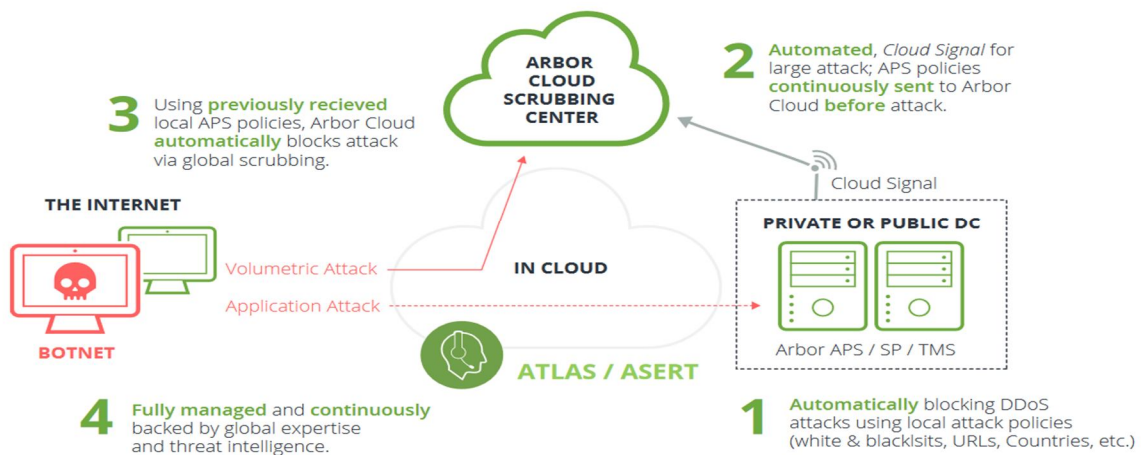 ARBOR
CLOUD
SCRUBBING
CENTER
2
Automated, Cloud Signal for
large attack; APS policies
continuously sent to Arbor
Cloud before attack.
3
Using previously recieved
local APS policies, Arbor Cloud
automatically blocks attack
via global scrubbing.
Cloud Signal
THE INTERNET
PRIVATE OR PUBLIC DC
Volumetric Attack
IN CLOUD
Application Attack
BOTNET
Arbor APS / SP / TMS
ATLAS / ASERT
4
Fully managed and continuously
backed by global expertise
and threat intelligence.
1
Automatically blocking DDoS
attacks using local attack policies
(white & blacklsits, URLs, Countries, etc.)